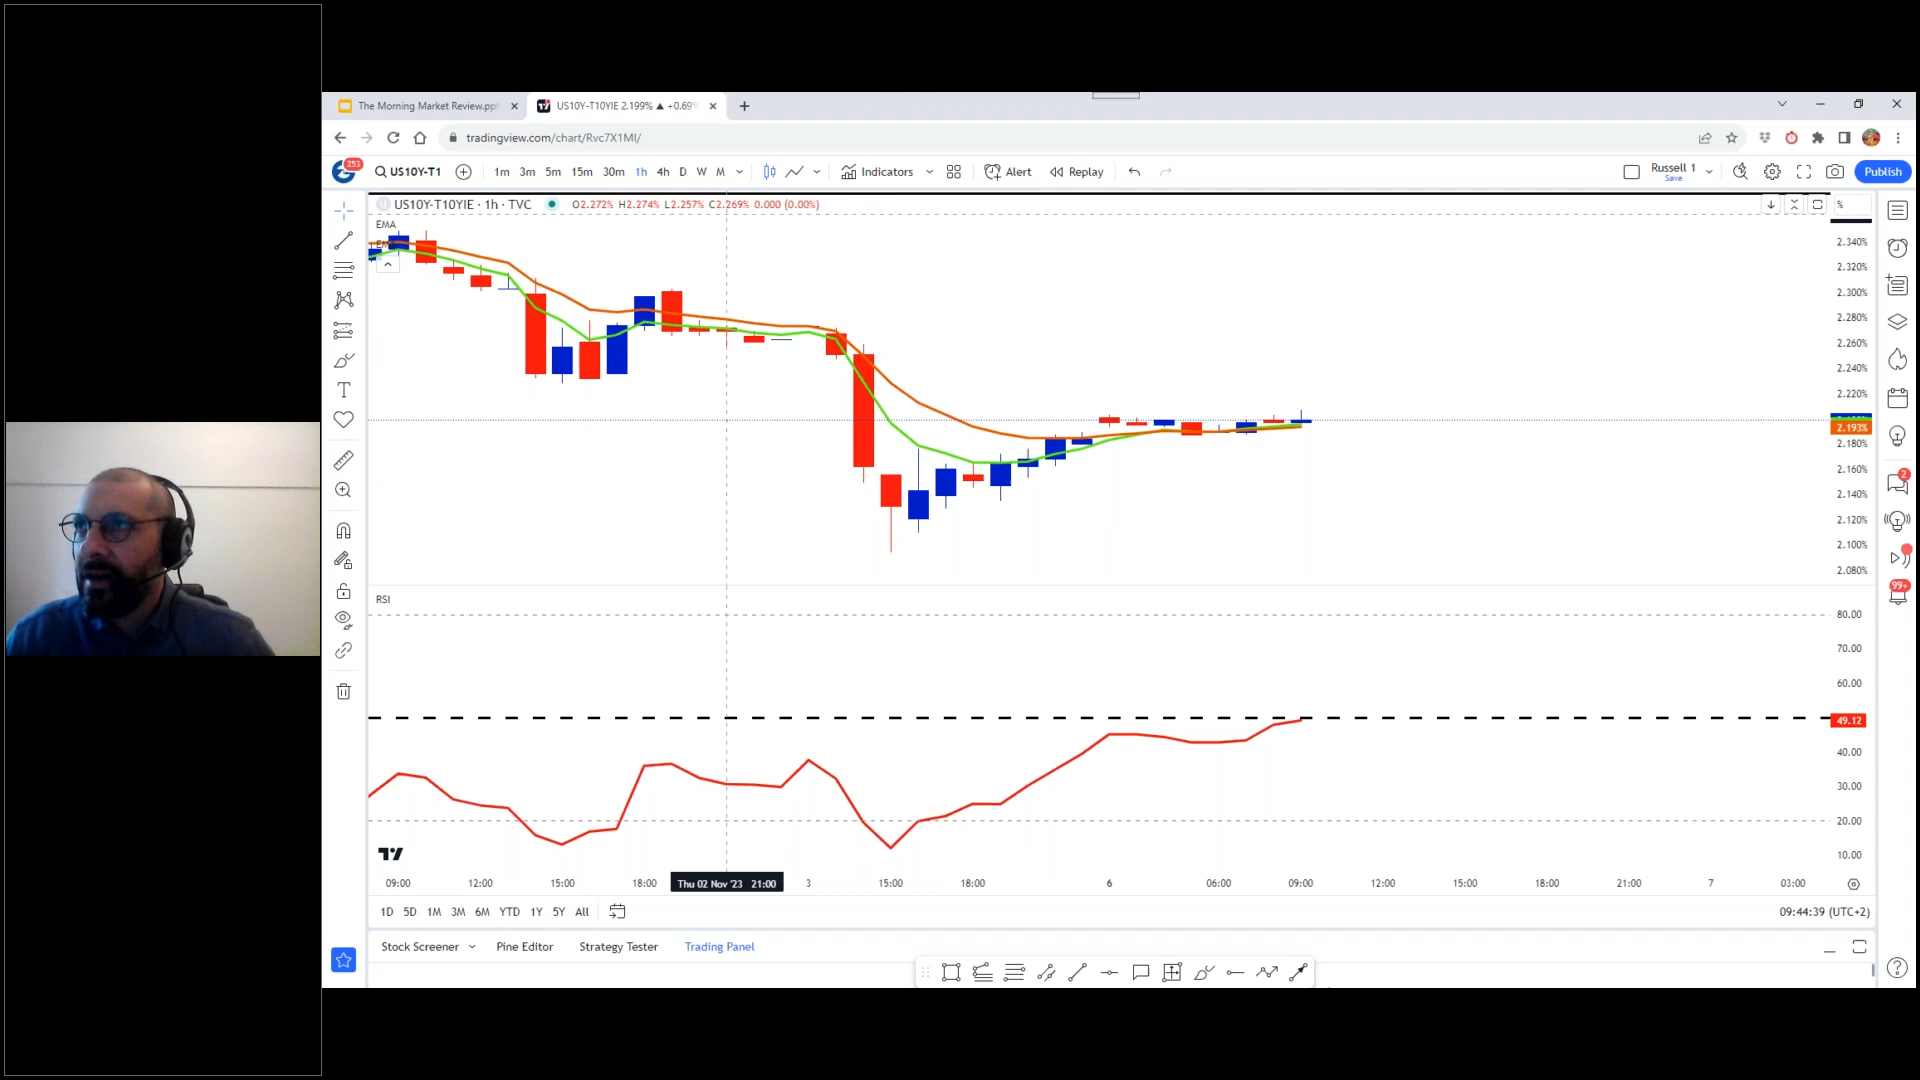 The Morning Market Review.ppt
US10Y-T10YIE 2.199% ▲ +0.69%
tradingview.com/chart/Rvc7X1MI/
253
US10Y-T1
1m 3m 5m 15m 30m 1h 4h D W M
Indicators
Alert
Replay
Russell 1
Save
Publish
US10Y-T10YIE · 1h · TVC
O2.272% H2.274% L2.257% C2.269% 0.000 (0.00%)
%
EMA
2.340%
2.320%
2.300%
2.280%
2.260%
2.240%
2.220%
2.193%
2.180%
2.160%
2.140%
2.120%
2.100%
2.080%
2
99+
RSI
80.00
70.00
60.00
49.12
40.00
30.00
20.00
10.00
09:00 12:00 15:00 18:00 Thu 02 Nov '23 21:00 3 15:00 18:00 6 06:00 09:00 12:00 15:00 18:00 21:00 7 03:00
1D 5D 1M 3M 6M YTD 1Y 5Y All
09:44:39 (UTC+2)
Stock Screener Pine Editor Strategy Tester Trading Panel